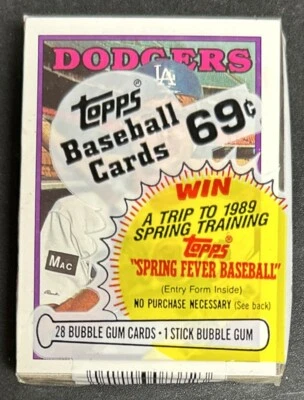 DODGERS
LA
Topps
Baseball
Cards
69¢
WIN
A TRIP TO 1989
SPRING TRAINING
Topps
"SPRING FEVER BASEBALL"
(Entry Form Inside)
NO PURCHASE NECESSARY (See back)
MAC
28 BUBBLE GUM CARDS • 1 STICK BUBBLE GUM